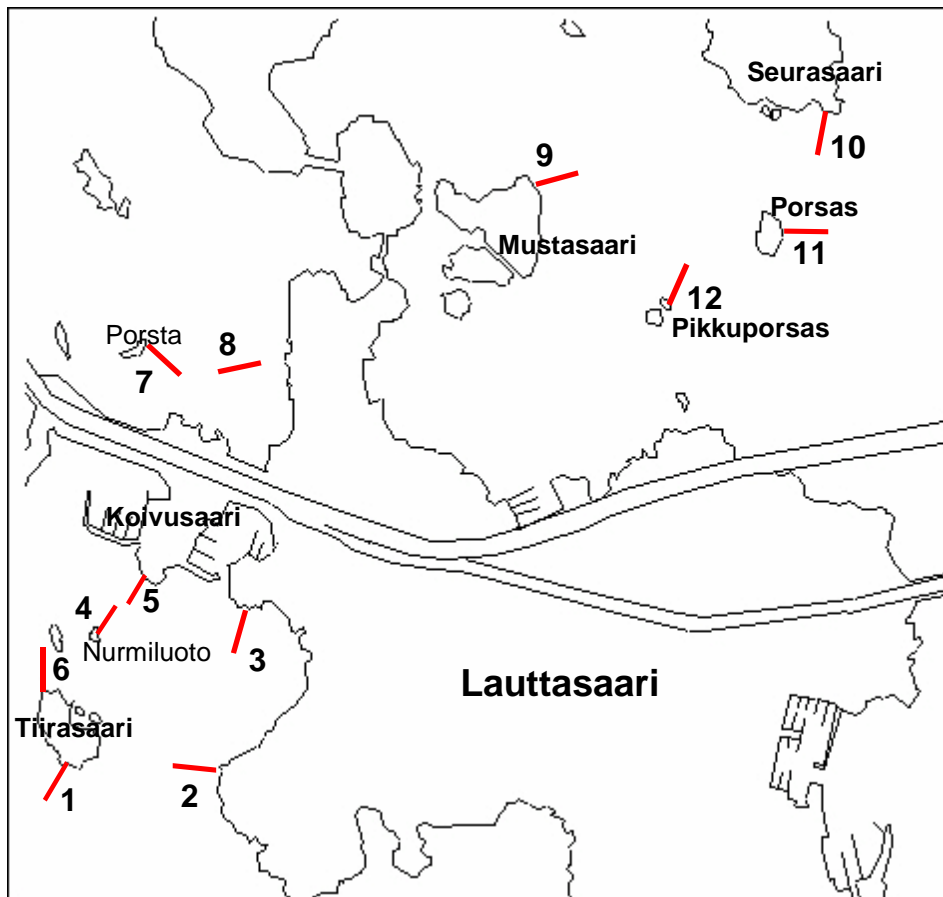 Seurasaari
10
9
Porsas
11
Mustasaari
12
Pikkuporsas
Porsta
8
7
Koivusaari
5
4
Nurmiluoto
3
6
Lauttasaari
Tiirasaari
2
1